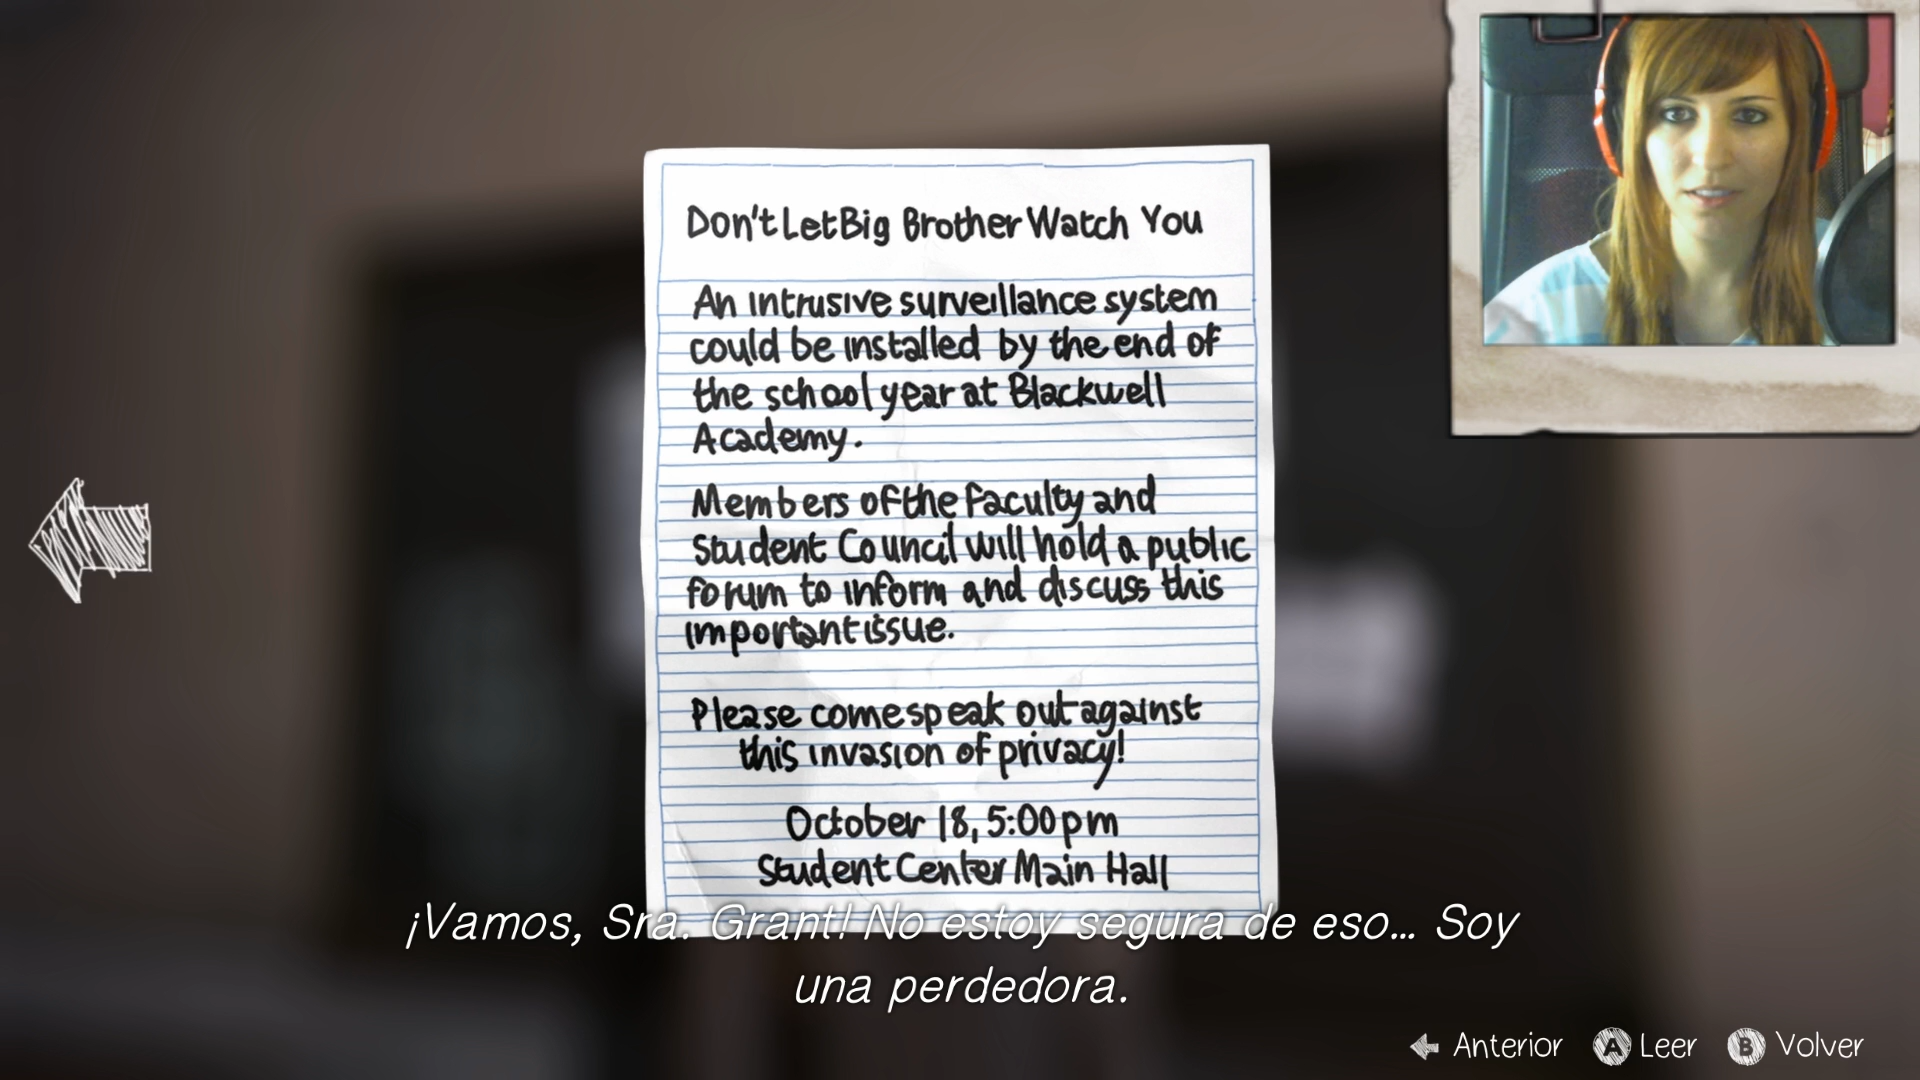 Don't Let Big Brother Watch You
An intrusive surveillance system
could be installed by the end of
the school year at Blackwell
Academy.
Members of the Faculty and
Student Council will hold a public
forum to inform and discuss this
important issue.
Please come speak out against
this invasion of privacy!
October 18, 5:00pm
Student Center Main Hall
¡Vamos, Sra. Grant! No estoy segura de eso... Soy
una perdedora.
Anterior A Leer B Volver